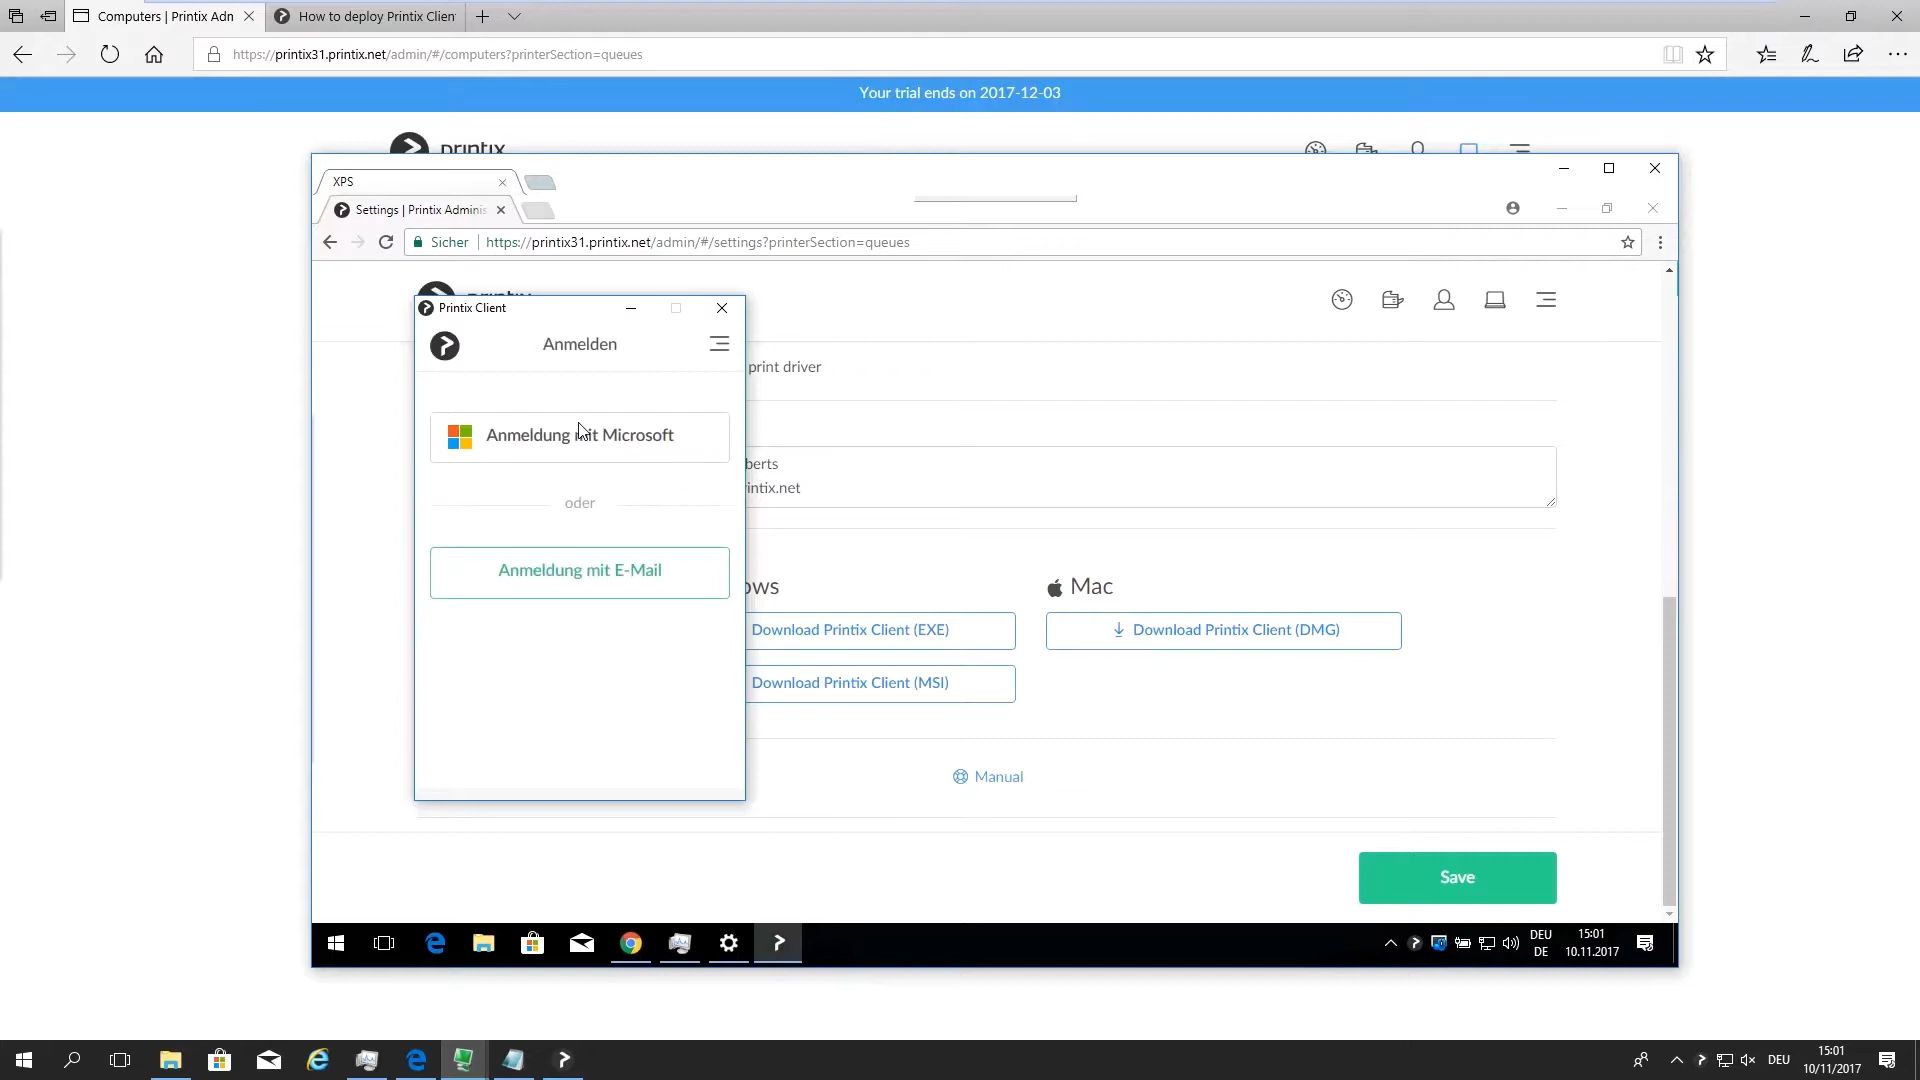 Computers | Printix Adn
How to deploy Printix Clien
https://printix31.printix.net/admin/#/computers?printerSection=queues
Your trial ends on 2017-12-03
printix
XPS
Settings | Printix Adminis
Sicher
https://printix31.printix.net/admin/#/settings?printerSection=queues
Printix Client
Anmelden
print driver
Anmeldung mit Microsoft
berts
rintix.net
oder
Anmeldung mit E-Mail
ows
Mac
Download Printix Client (EXE)
Download Printix Client (DMG)
Download Printix Client (MSI)
Manual
Save
DEU
DE
15:01
10.11.2017
DEU
15:01
10/11/2017